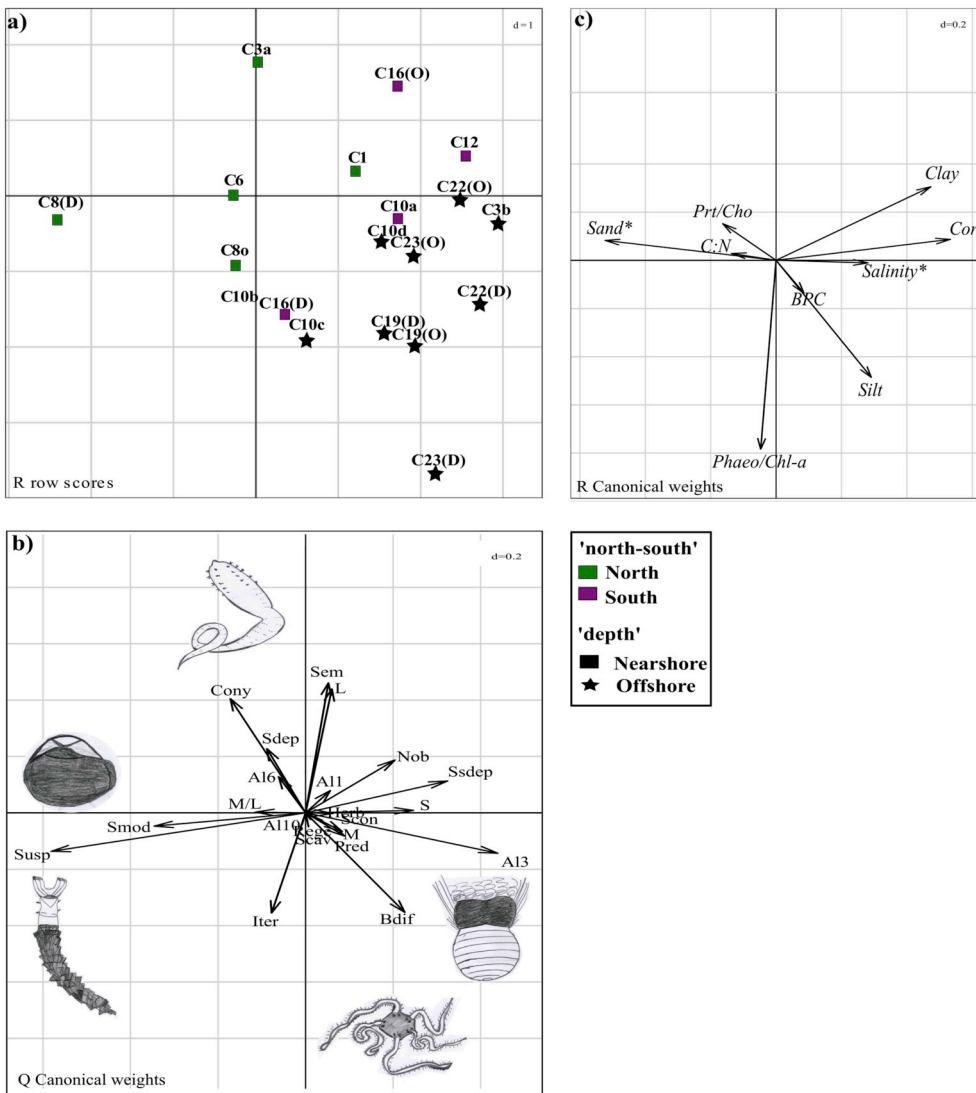 a)
d=1
C3a
C16(O)
C12
C1
C6
C22(O)
C8(D)
C10a
C3b
C10d
C23(O)
C8o
C10b
C16(D)
C22(D)
C10c
C19(D)
C19(O)
C23(D)
R row scores
c)
d=0.2
Clay
Prt/Cho
Sand*
Cor
C:N
Salinity*
BPC
Silt
Phaeo/Chl-a
R Canonical weights
b)
d=0.2
Sem
L
Cony
Sdep
Nob
Al6
Al1
Ssdep
M/L
Herb
S
Al10
Scon
Smod
Rege
M
Scav
Pred
Susp
Al3
Iter
Bdif
Q Canonical weights
'north-south'
North
South
'depth'
Nearshore
Offshore